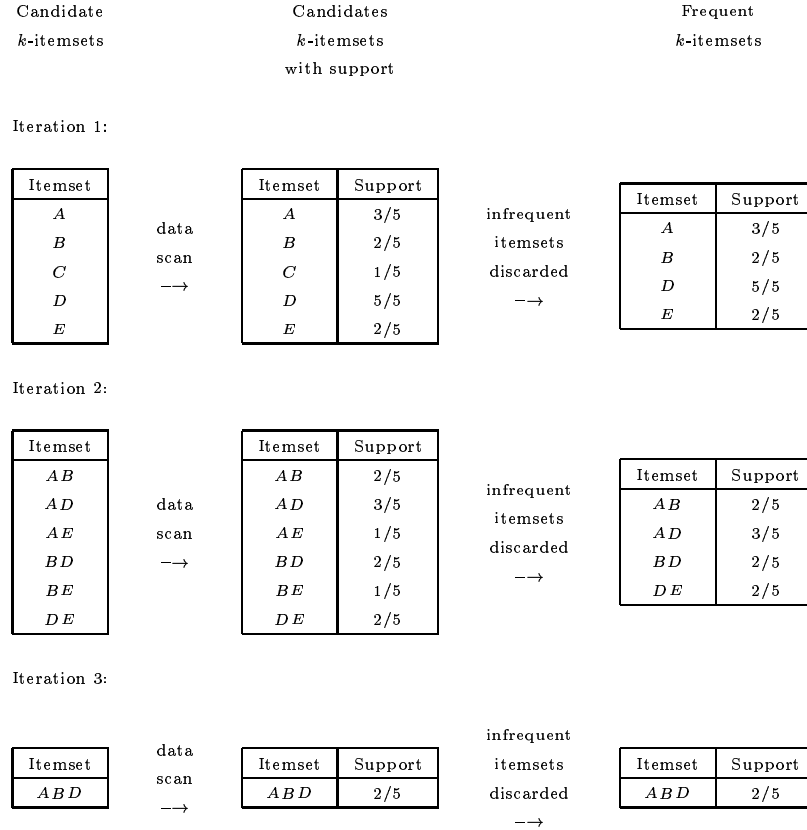 Candidate Candidates Frequent
k-itemsets k-itemsets k-itemsets
with support
Iteration 1:
Itemset
A
B
C
D
E
data
scan
→
Itemset Support
A 3/5
B 2/5
C 1/5
D 5/5
E 2/5
infrequent
itemsets
discarded
→
Itemset Support
A 3/5
B 2/5
D 5/5
E 2/5
Iteration 2:
Itemset
AB
AD
AE
BD
BE
DE
data
scan
→
Itemset Support
AB 2/5
AD 3/5
AE 1/5
BD 2/5
BE 1/5
DE 2/5
infrequent
itemsets
discarded
→
Itemset Support
AB 2/5
AD 3/5
BD 2/5
DE 2/5
Iteration 3:
Itemset
ABD
data
scan
→
Itemset Support
ABD 2/5
infrequent
itemsets
discarded
→
Itemset Support
ABD 2/5